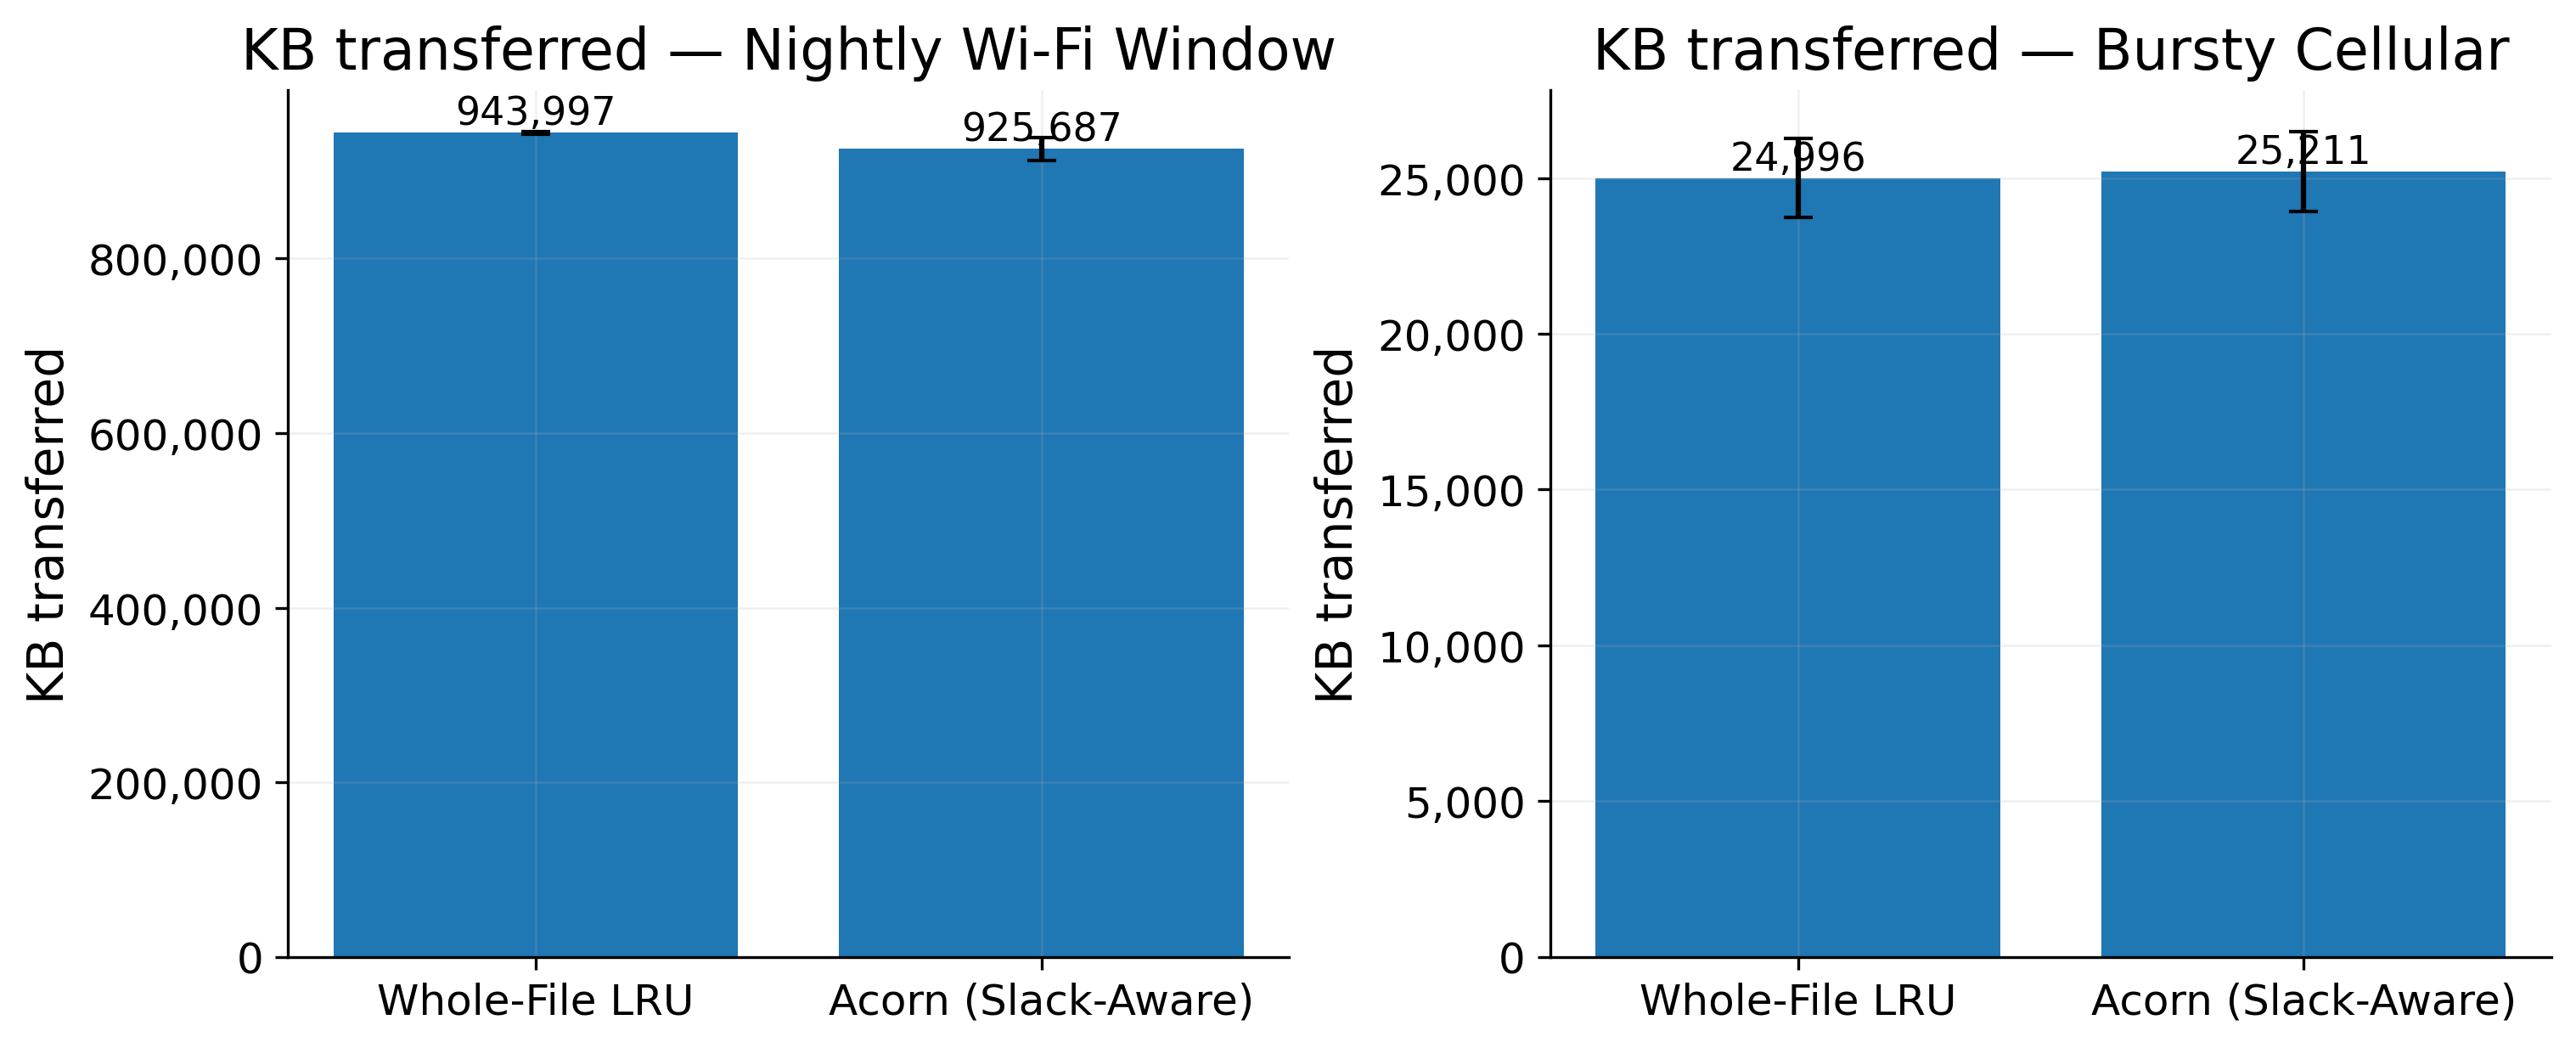 KB transferred — Nightly Wi-Fi Window
943,997
925,687
KB transferred
800,000
600,000
400,000
200,000
0
Whole-File LRU
Acorn (Slack-Aware)
KB transferred — Bursty Cellular
24,996
25,211
KB transferred
25,000
20,000
15,000
10,000
5,000
0
Whole-File LRU
Acorn (Slack-Aware)